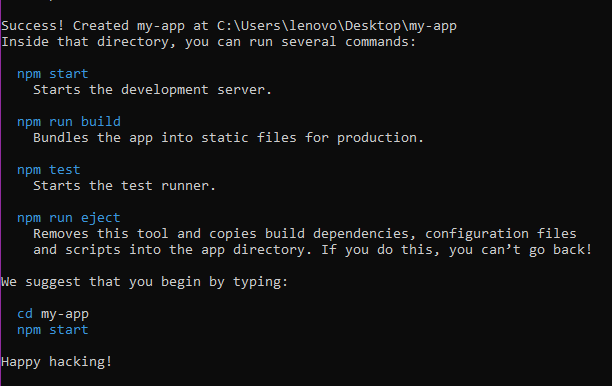 Success! Created my-app at C:\Users\lenovo\Desktop\my-app
Inside that directory, you can run several commands:
npm start
Starts the development server.
npm run build
Bundles the app into static files for production.
npm test
Starts the test runner.
npm run eject
Removes this tool and copies build dependencies, configuration files
and scripts into the app directory. If you do this, you can’t go back!
We suggest that you begin by typing:
cd my-app
npm start
Happy hacking!